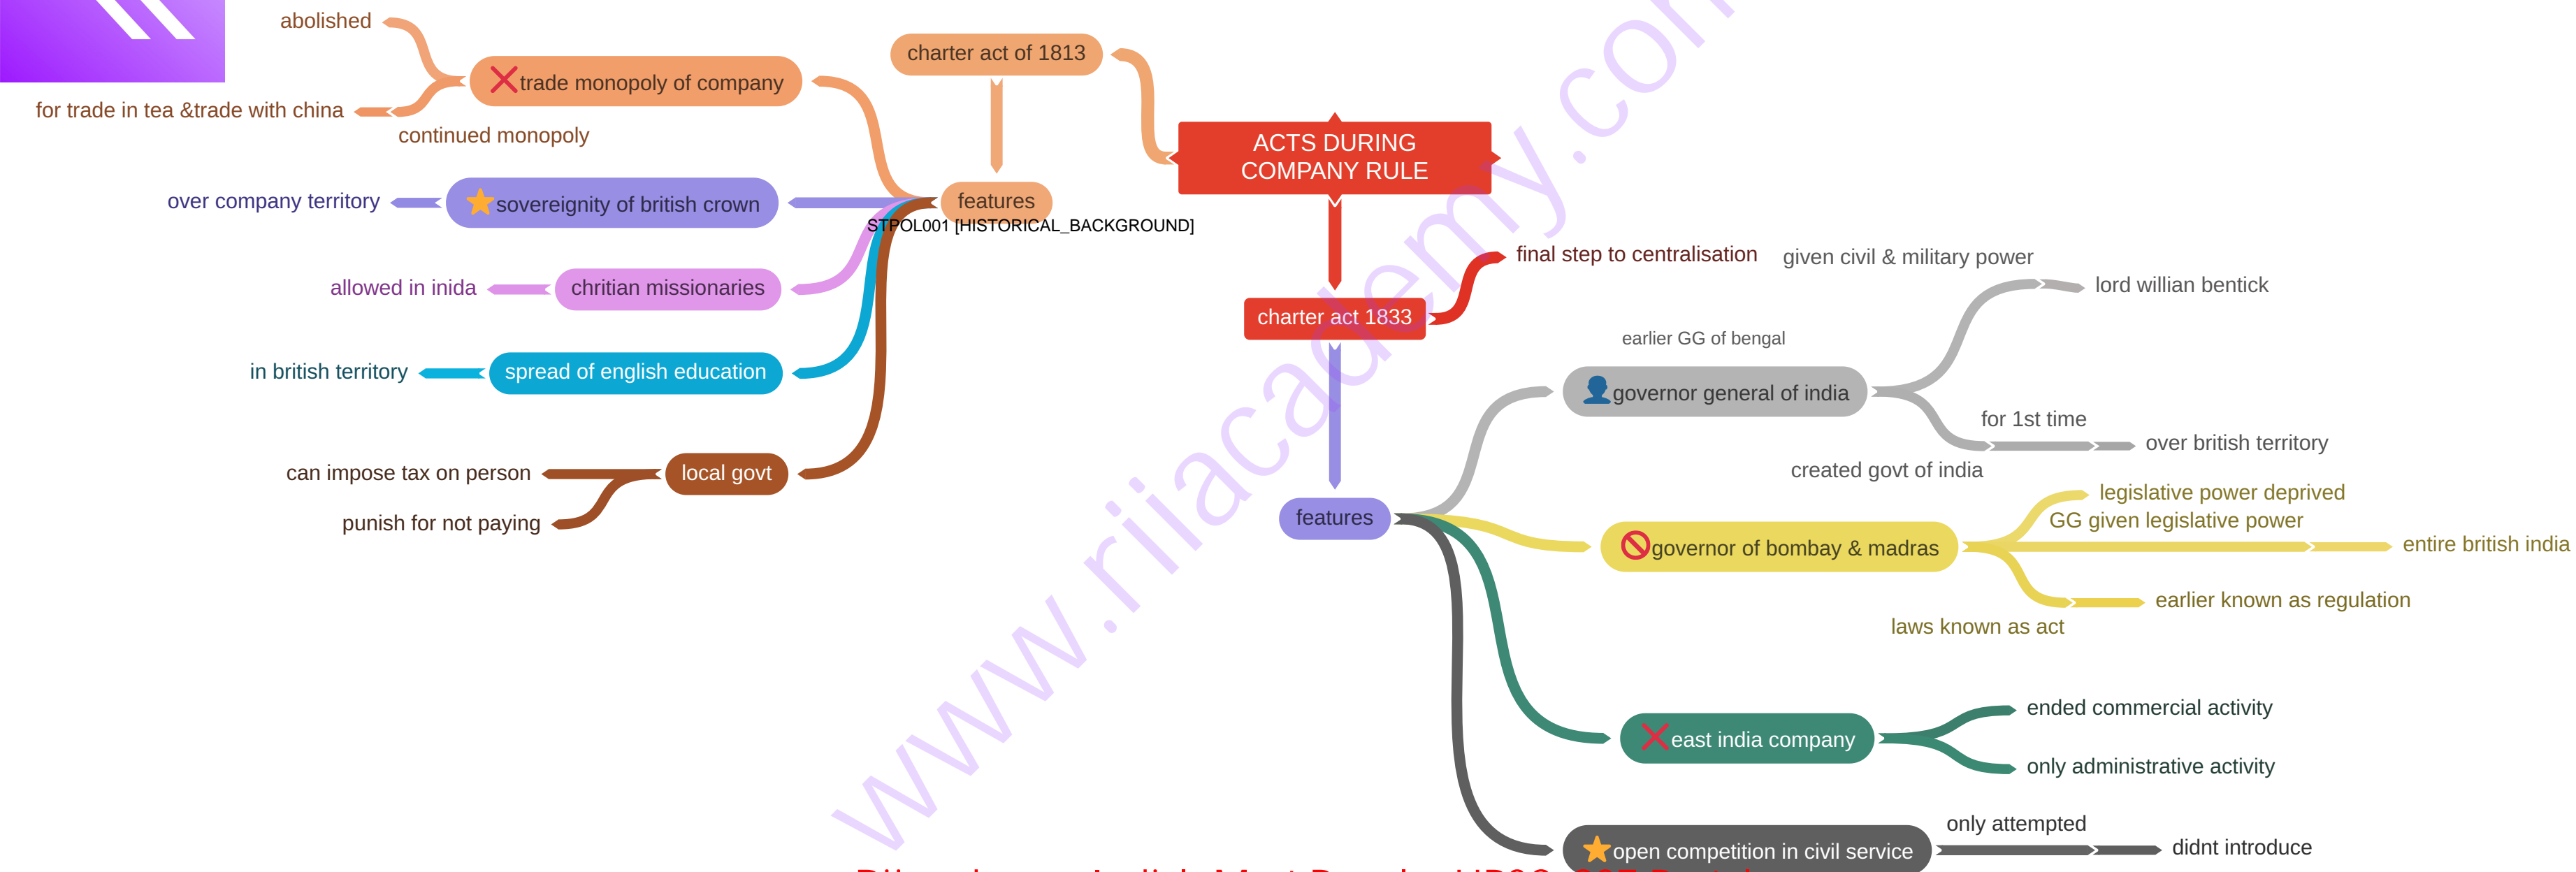 ACTS DURING
COMPANY RULE
charter act of 1813
features
STPOL001 [HISTORICAL_BACKGROUND]
trade monopoly of company
abolished
for trade in tea &trade with china
continued monopoly
sovereignity of british crown
over company territory
chritian missionaries
allowed in inida
spread of english education
in british territory
local govt
can impose tax on person
punish for not paying
charter act 1833
final step to centralisation
features
earlier GG of bengal
governor general of india
given civil & military power
lord willian bentick
for 1st time
over british territory
created govt of india
governor of bombay & madras
legislative power deprived
GG given legislative power
entire british india
earlier known as regulation
laws known as act
east india company
ended commercial activity
only administrative activity
open competition in civil service
only attempted
didnt introduce